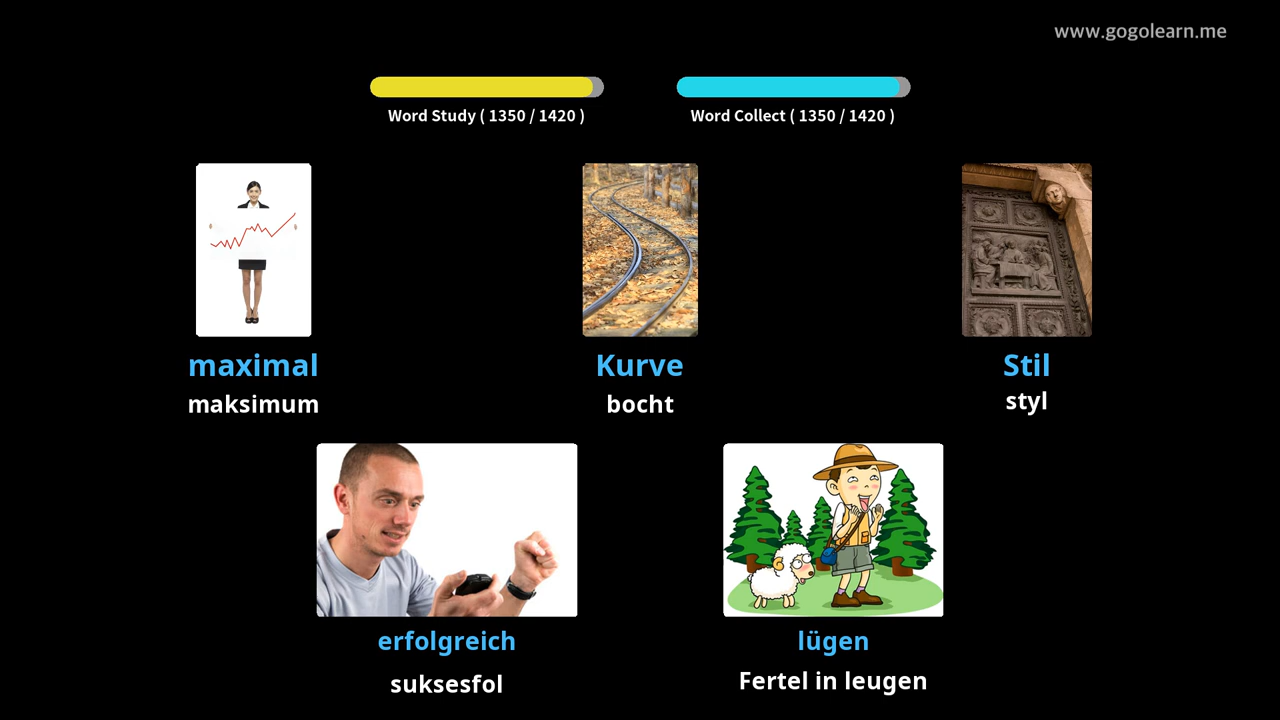 www.gogolearn.me
Word Study ( 1350 / 1420 )
Word Collect ( 1350 / 1420 )
maximal
maksimum
Kurve
bocht
Stil
styl
erfolgreich
suksesfol
lügen
Fertel in leugen